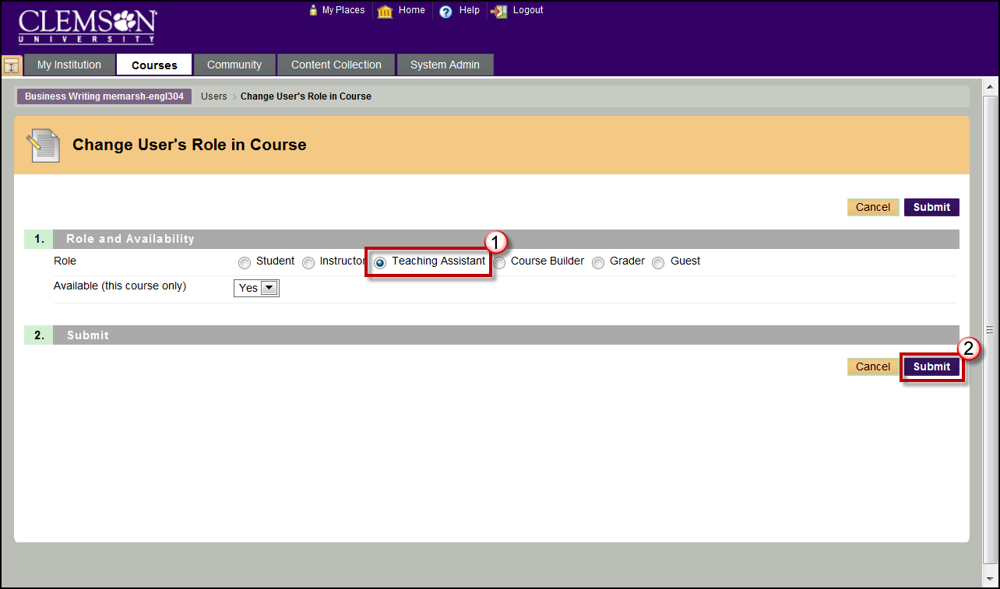 CLEMSON
UNIVERSITY
My Places Home Help Logout
My Institution Courses Community Content Collection System Admin
Business Writing memarsh-engl304 Users > Change User's Role in Course
Change User's Role in Course
Cancel Submit
1. Role and Availability
Role Student Instructor Teaching Assistant Course Builder Grader Guest
1
Available (this course only) Yes
2. Submit
2
Cancel Submit